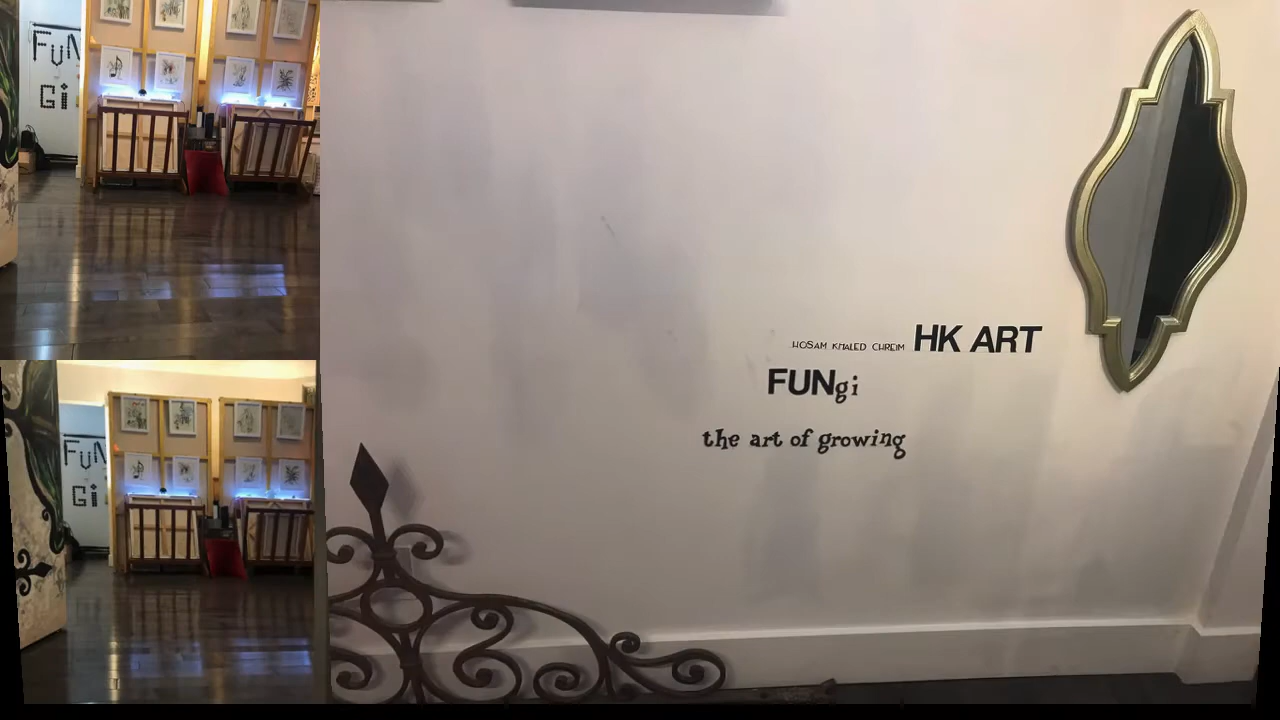 FUN
Gi
FUN
Gi
HOSAM KHALED CHREIM HK ART
FUNgi
the art of growing